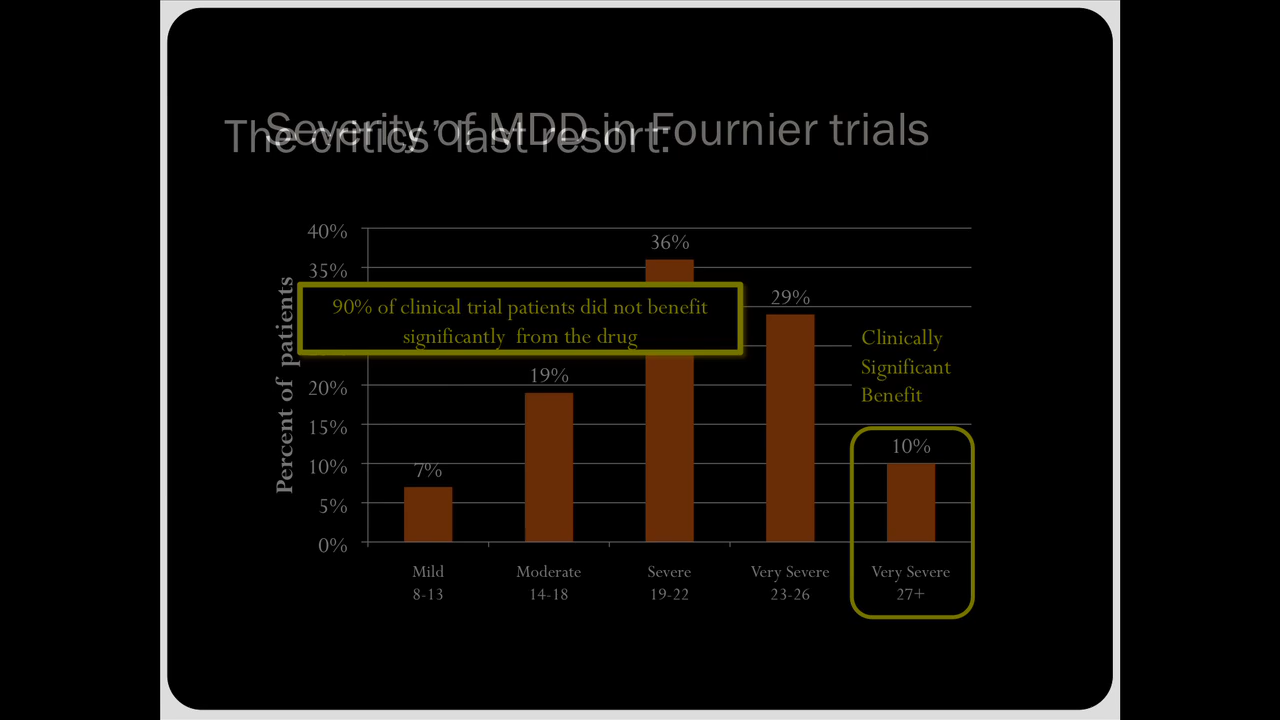 The critics' last resort:
Severity of MDD in Fournier trials
40%
36%
35%
29%
90% of clinical trial patients did not benefit
significantly from the drug
Clinically
Significant
Benefit
Percent of patients
20%
19%
15%
10%
10%
7%
5%
0%
Mild
8-13
Moderate
14-18
Severe
19-22
Very Severe
23-26
Very Severe
27+